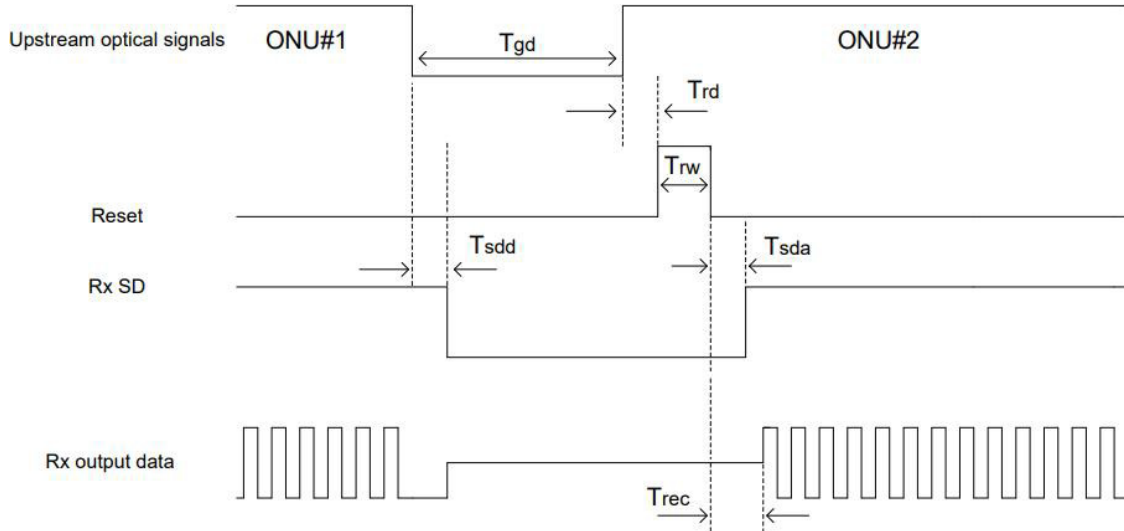 Upstream optical signals
ONU#1
Tgd
ONU#2
Trd
Trw
Reset
Tsdd
Tsda
Rx SD
Rx output data
Trec